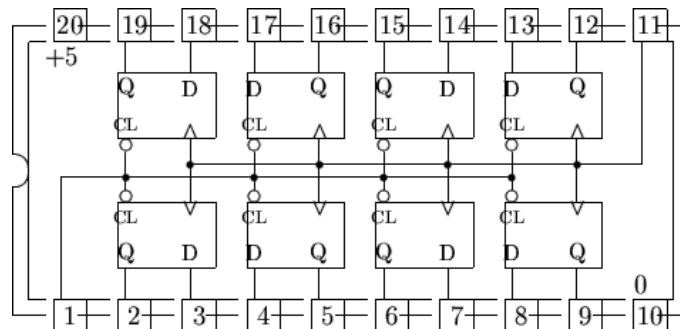 20 19 18 17 16 15 14 13 12 11
+5
Q D D Q Q D D Q
CL CL CL CL
CL CL CL CL
Q D D Q Q D D Q
0
1 2 3 4 5 6 7 8 9 10